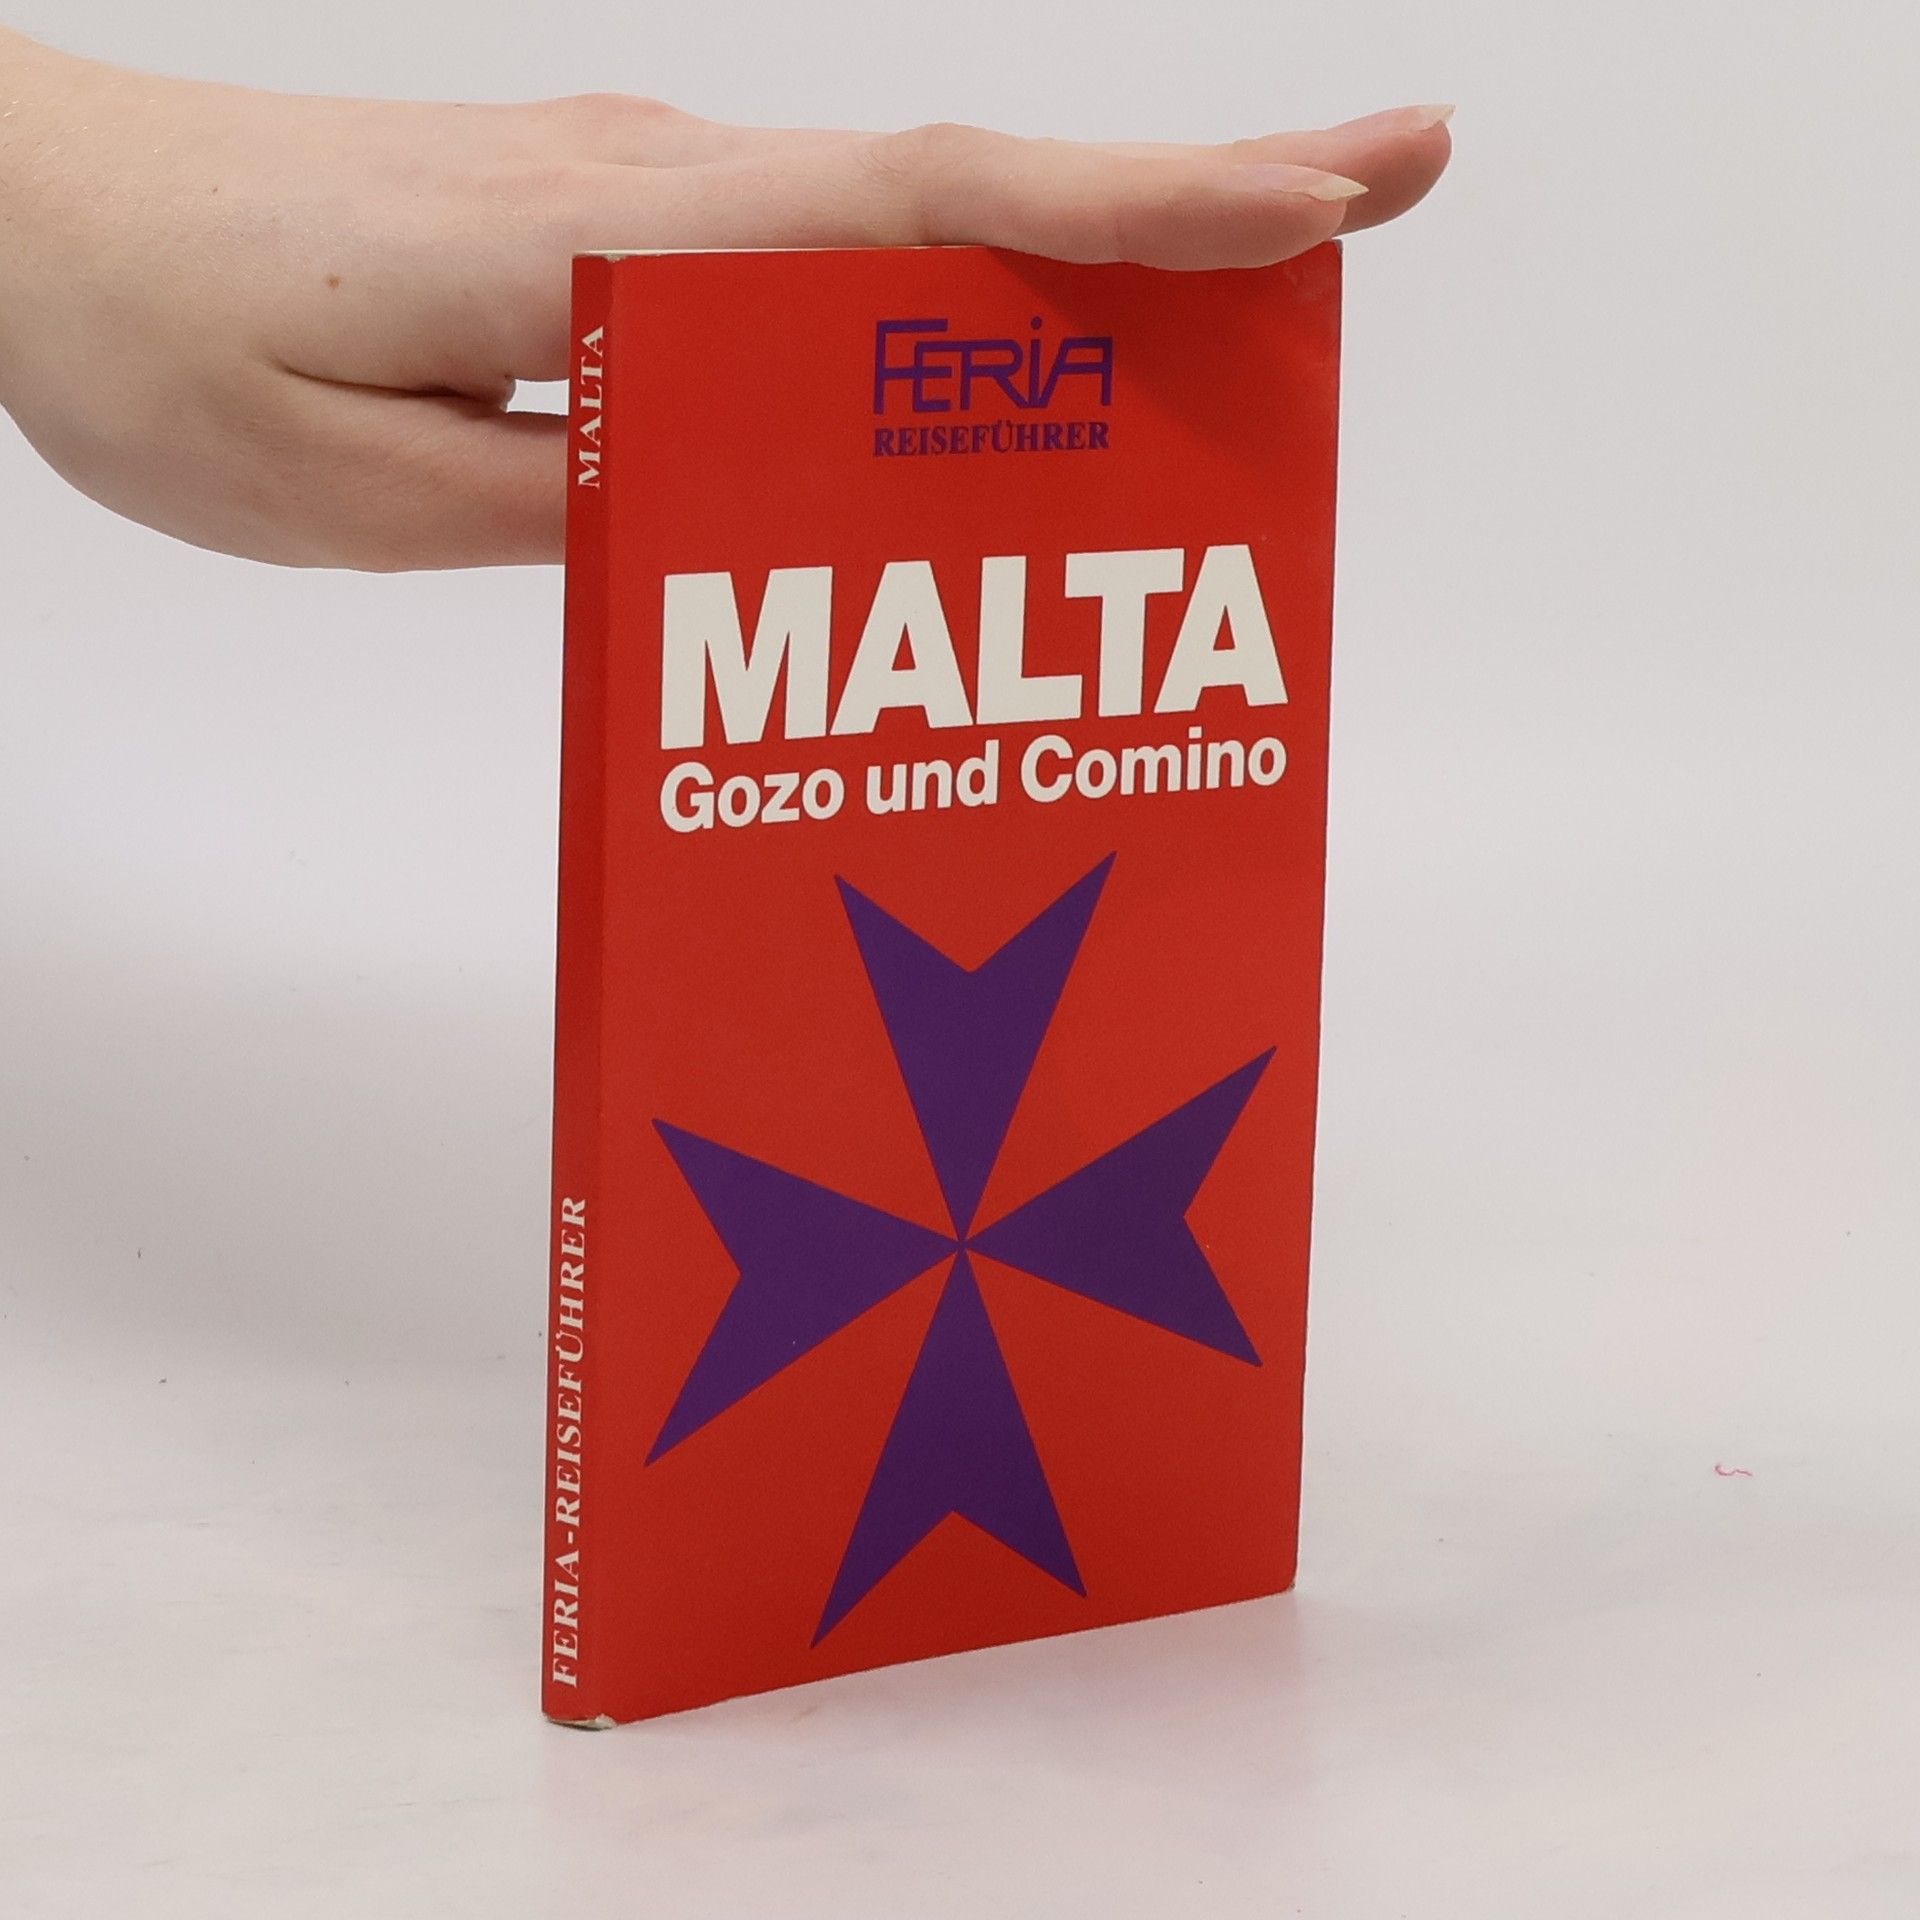 FERIA
REISEFÜHRER
MALTA
Gozo und Comino
MALTA
FERIA-REISEFÜHRER